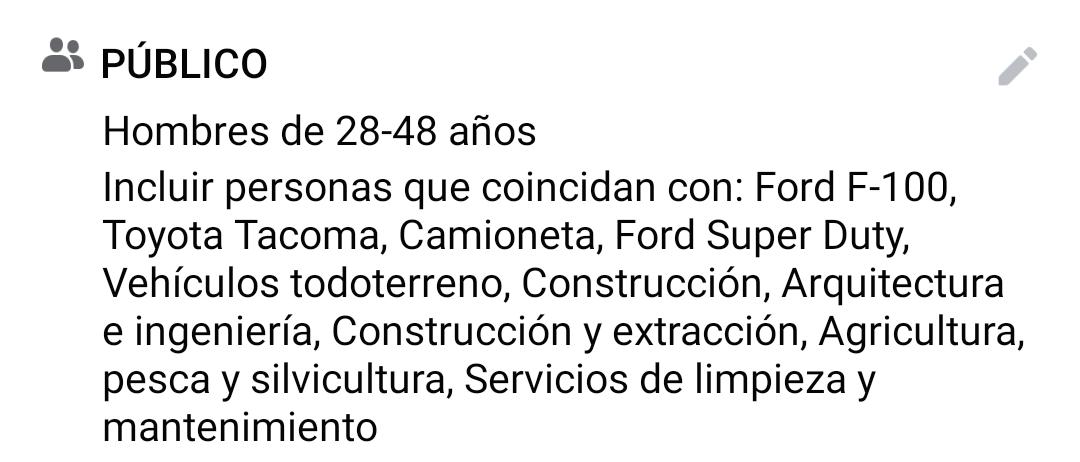 PÚBLICO
Hombres de 28-48 años
Incluir personas que coincidan con: Ford F-100,
Toyota Tacoma, Camioneta, Ford Super Duty,
Vehículos todoterreno, Construcción, Arquitectura
e ingeniería, Construcción y extracción, Agricultura,
pesca y silvicultura, Servicios de limpieza y
mantenimiento